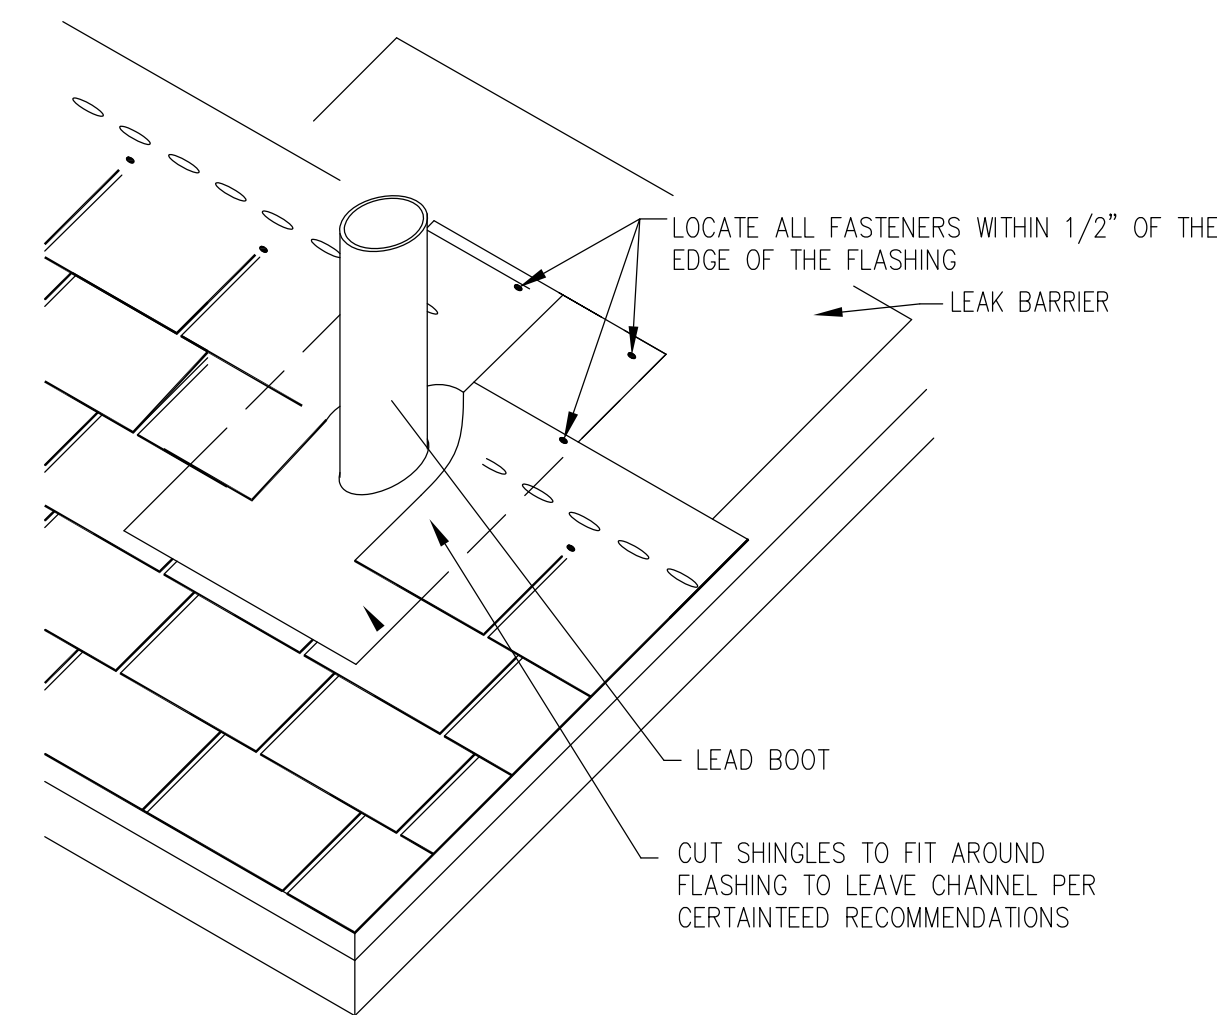 LOCATE ALL FASTENERS WITHIN 1/2” OF THE
EDGE OF THE FLASHING
LEAK BARRIER
LEAD BOOT
CUT SHINGLES TO FIT AROUND
FLASHING TO LEAVE CHANNEL PER
CERTAINTEED RECOMMENDATIONS